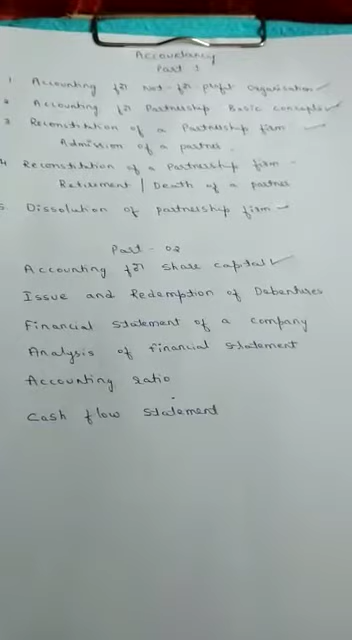 Accountancy
Part 1
1 Accounting for Not-for-profit Organisation ✓
2 Accounting for Partnership Basic concepts ✓
3 Reconstitution of a Partnership firm
Admission of a partner.
4 Reconstitution of a Partnership firm -
Retirement / Death of a partner
5. Dissolution of partnership firm -
Part - 02
Accounting for share capital ✓
Issue and Redemption of Debentures
Financial statement of a company
Analysis of financial statement
Accounting ratio
Cash flow statement